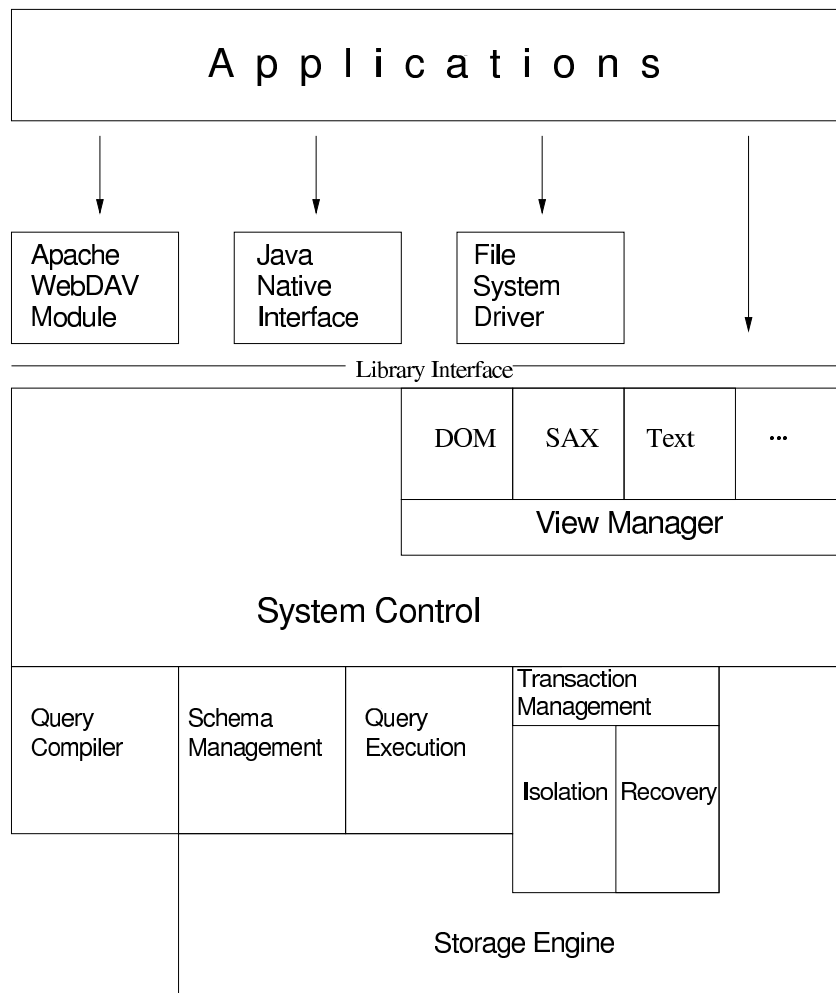 Applications
Apache
WebDAV
Module
Java
Native
Interface
File
System
Driver
Library Interface
DOM
SAX
Text
...
View Manager
System Control
Query
Compiler
Schema
Management
Query
Execution
Transaction
Management
Isolation
Recovery
Storage Engine